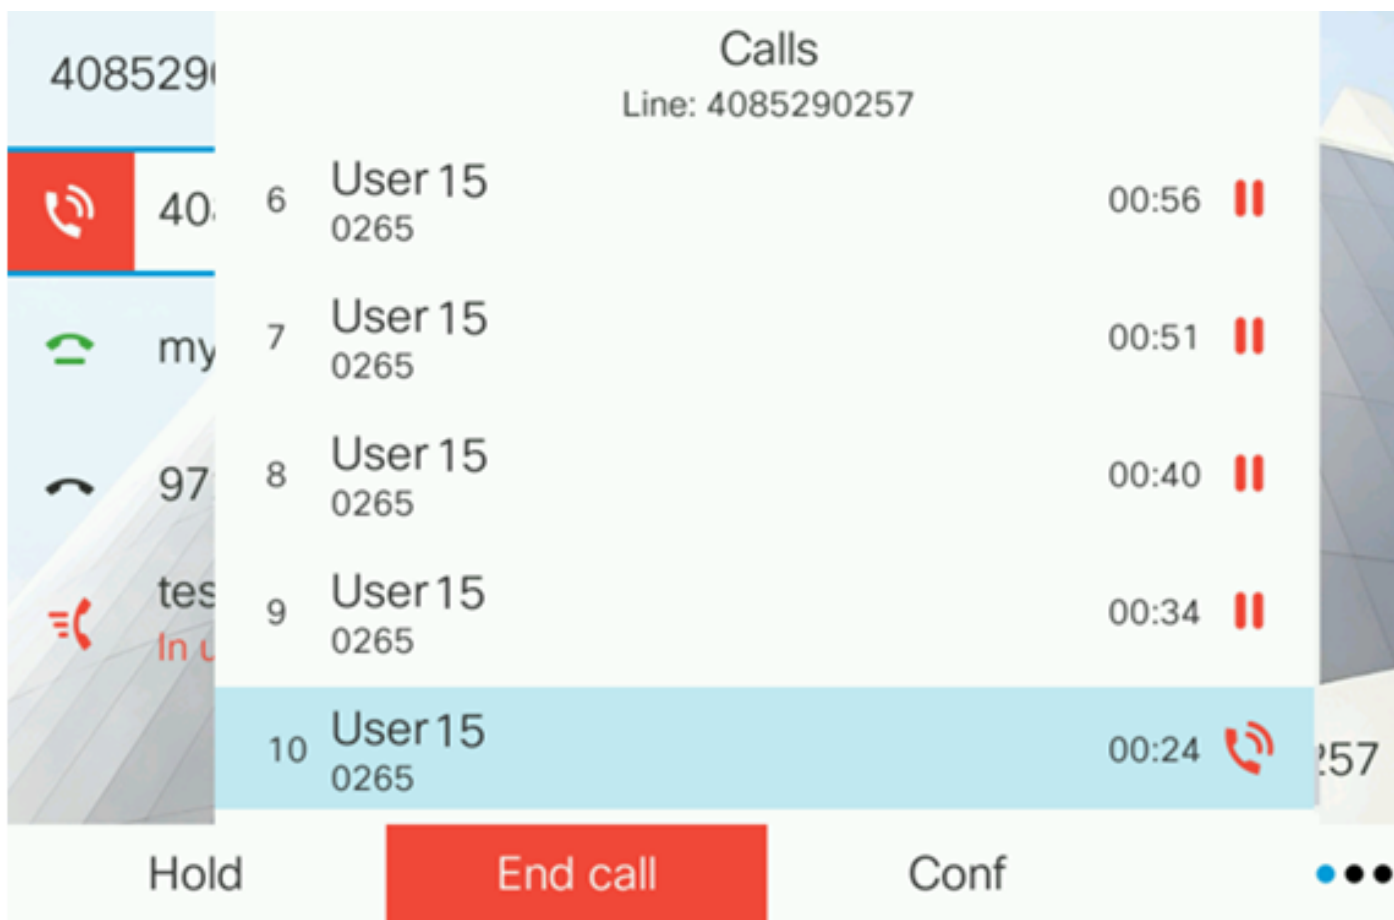 Calls
Line: 4085290257
408529
40
my
97
tes
In u
6 User 15 00:56
0265
7 User 15 00:51
0265
8 User 15 00:40
0265
9 User 15 00:34
0265
10 User 15 00:24
0265
257
Hold End call Conf